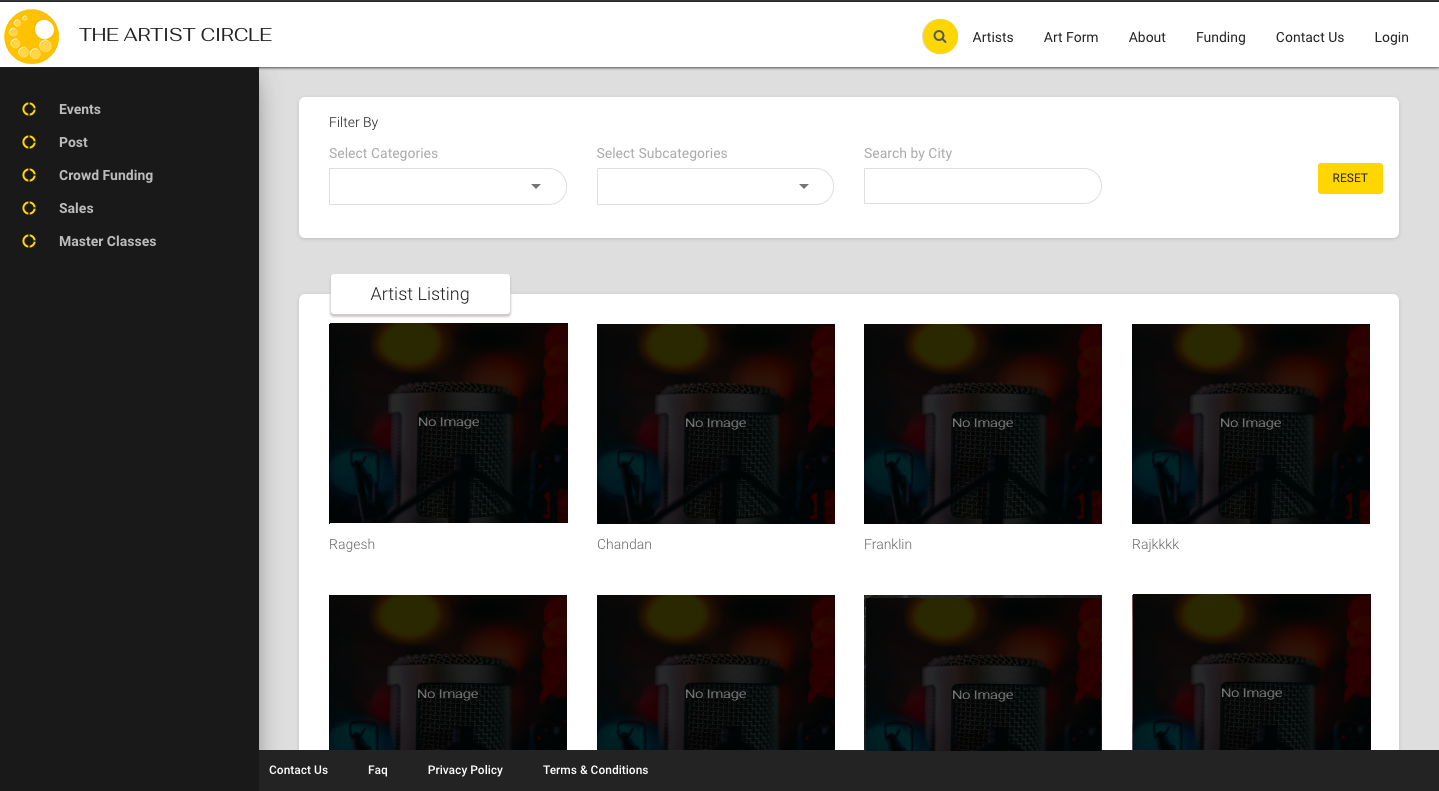 THE ARTIST CIRCLE
Artists Art Form About Funding Contact Us Login
Events
Post
Crowd Funding
Sales
Master Classes
Filter By
Select Categories Select Subcategories Search by City
RESET
Artist Listing
No Image No Image No Image No Image
Ragesh Chandan Franklin Rajkkkk
No Image No Image No Image No Image
Contact Us Faq Privacy Policy Terms & Conditions